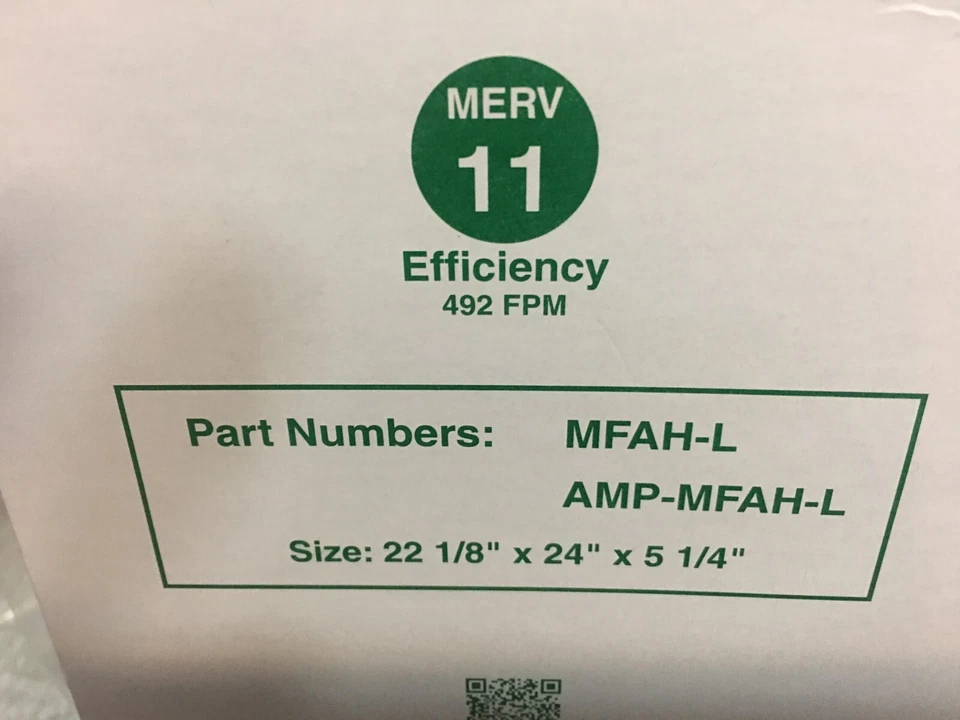 MERV
11
Efficiency
492 FPM
Part Numbers: MFAH-L
AMP-MFAH-L
Size: 22 1/8" x 24" x 5 1/4"